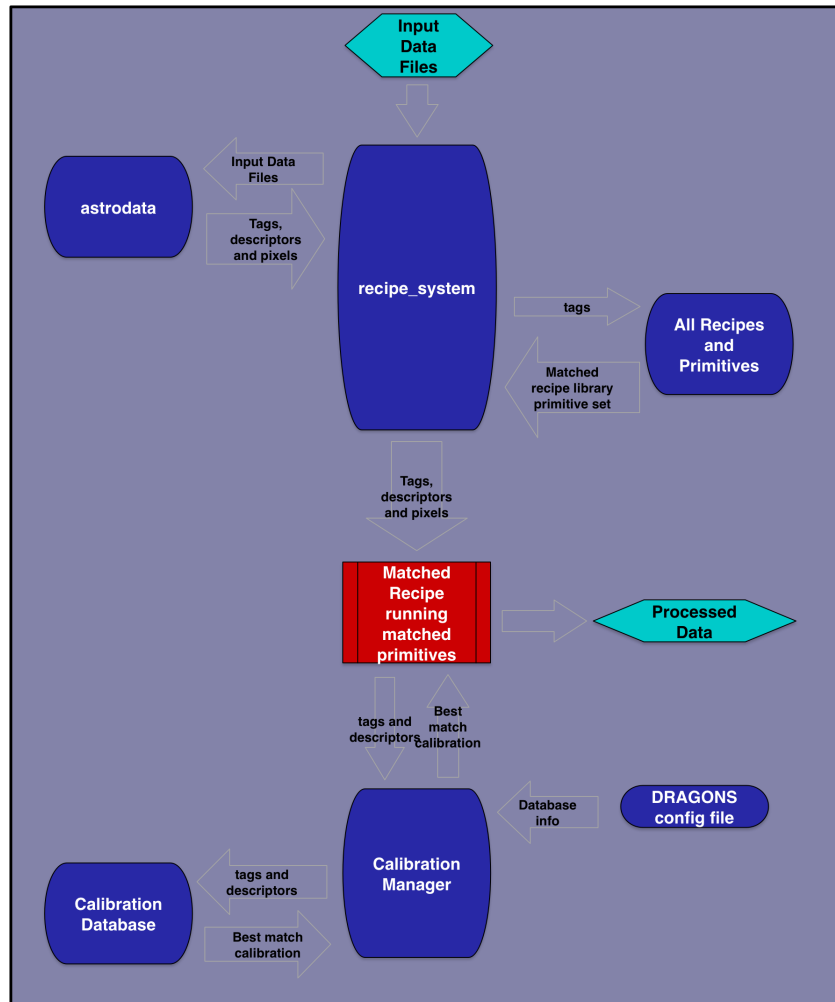 Input
Data
Files
Input Data
Files
astrodata
Tags,
descriptors
and pixels
recipe_system
tags
All Recipes
and
Primitives
Matched
recipe library
primitive set
Tags,
descriptors
and pixels
Matched
Recipe
running
matched
primitives
Processed
Data
tags and
descriptors
Best
match
calibration
Database
info
DRAGONS
config file
Calibration
Manager
tags and
descriptors
Calibration
Database
Best match
calibration